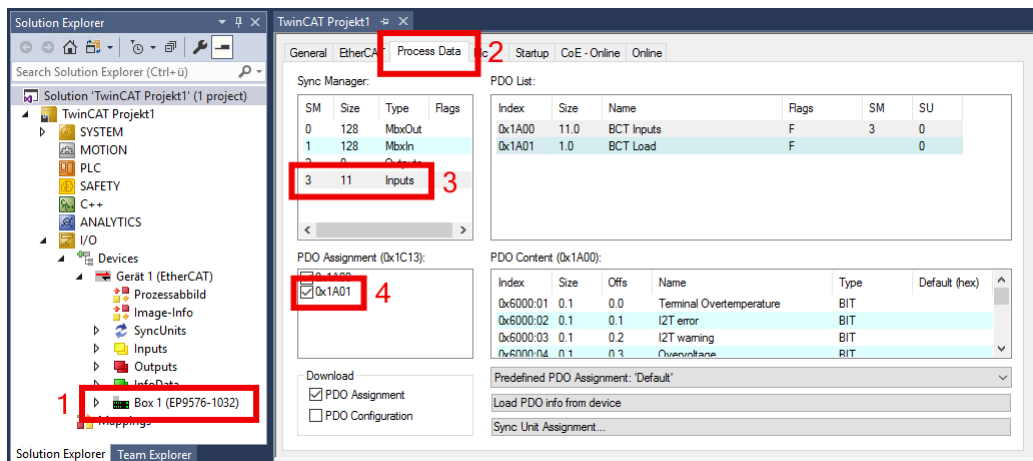 Solution Explorer
Search Solution Explorer (Ctrl+ü)
Solution 'TwinCAT Projekt1' (1 project)
TwinCAT Projekt1
SYSTEM
MOTION
PLC
SAFETY
C++
ANALYTICS
I/O
Devices
Gerät 1 (EtherCAT)
Prozessabbild
Image-Info
SyncUnits
Inputs
Outputs
InfoData
1
Box 1 (EP9576-1032)
Mappings
Solution Explorer Team Explorer
TwinCAT Projekt1
General EtherCAT Process Data 2 Startup CoE - Online Online
Sync Manager:
SM Size Type Flags
0 128 MbxOut
1 128 MbxIn
2 0 Outputs
3 11 Inputs 3
PDO List:
Index Size Name Flags SM SU
0x1A00 11.0 BCT Inputs F 3 0
0x1A01 1.0 BCT Load F 0
PDO Assignment (0x1C13):
0x1A00
0x1A01 4
PDO Content (0x1A00):
Index Size Offs Name Type Default (hex)
0x6000:01 0.1 0.0 Terminal Overtemperature BIT
0x6000:02 0.1 0.1 I2T error BIT
0x6000:03 0.1 0.2 I2T warning BIT
0x6000:04 0.1 0.3 Overvoltage BIT
Download
PDO Assignment
PDO Configuration
Predefined PDO Assignment: 'Default'
Load PDO info from device
Sync Unit Assignment...